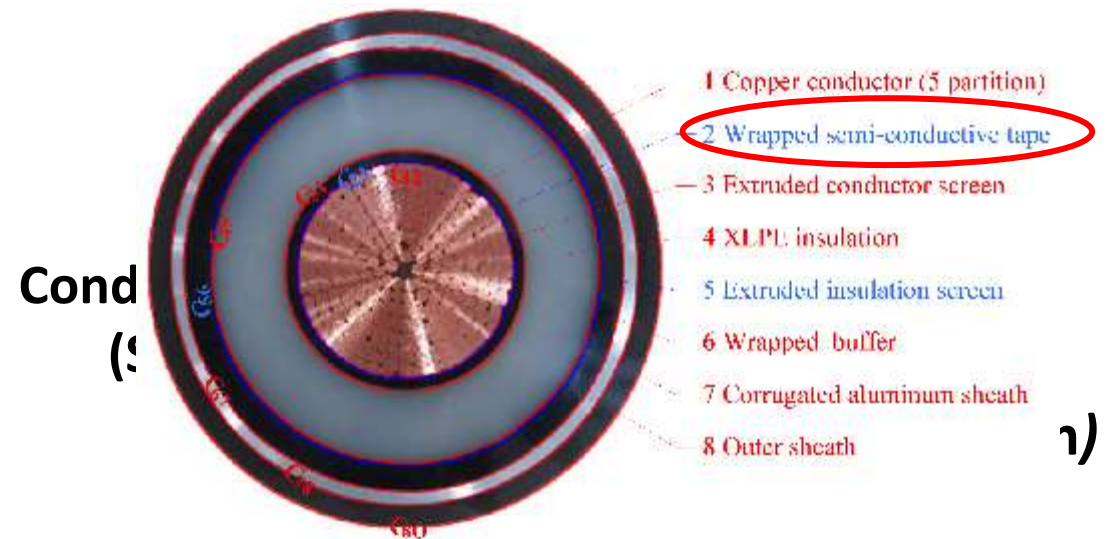 1 Copper conductor (5 partition)
2 Wrapped semi-conductive tape
3 Extruded conductor screen
4 XLPE insulation
5 Extruded insulation screen
6 Wrapped buffer
7 Corrugated aluminum sheath
8 Outer sheath
Cond
(S
n)